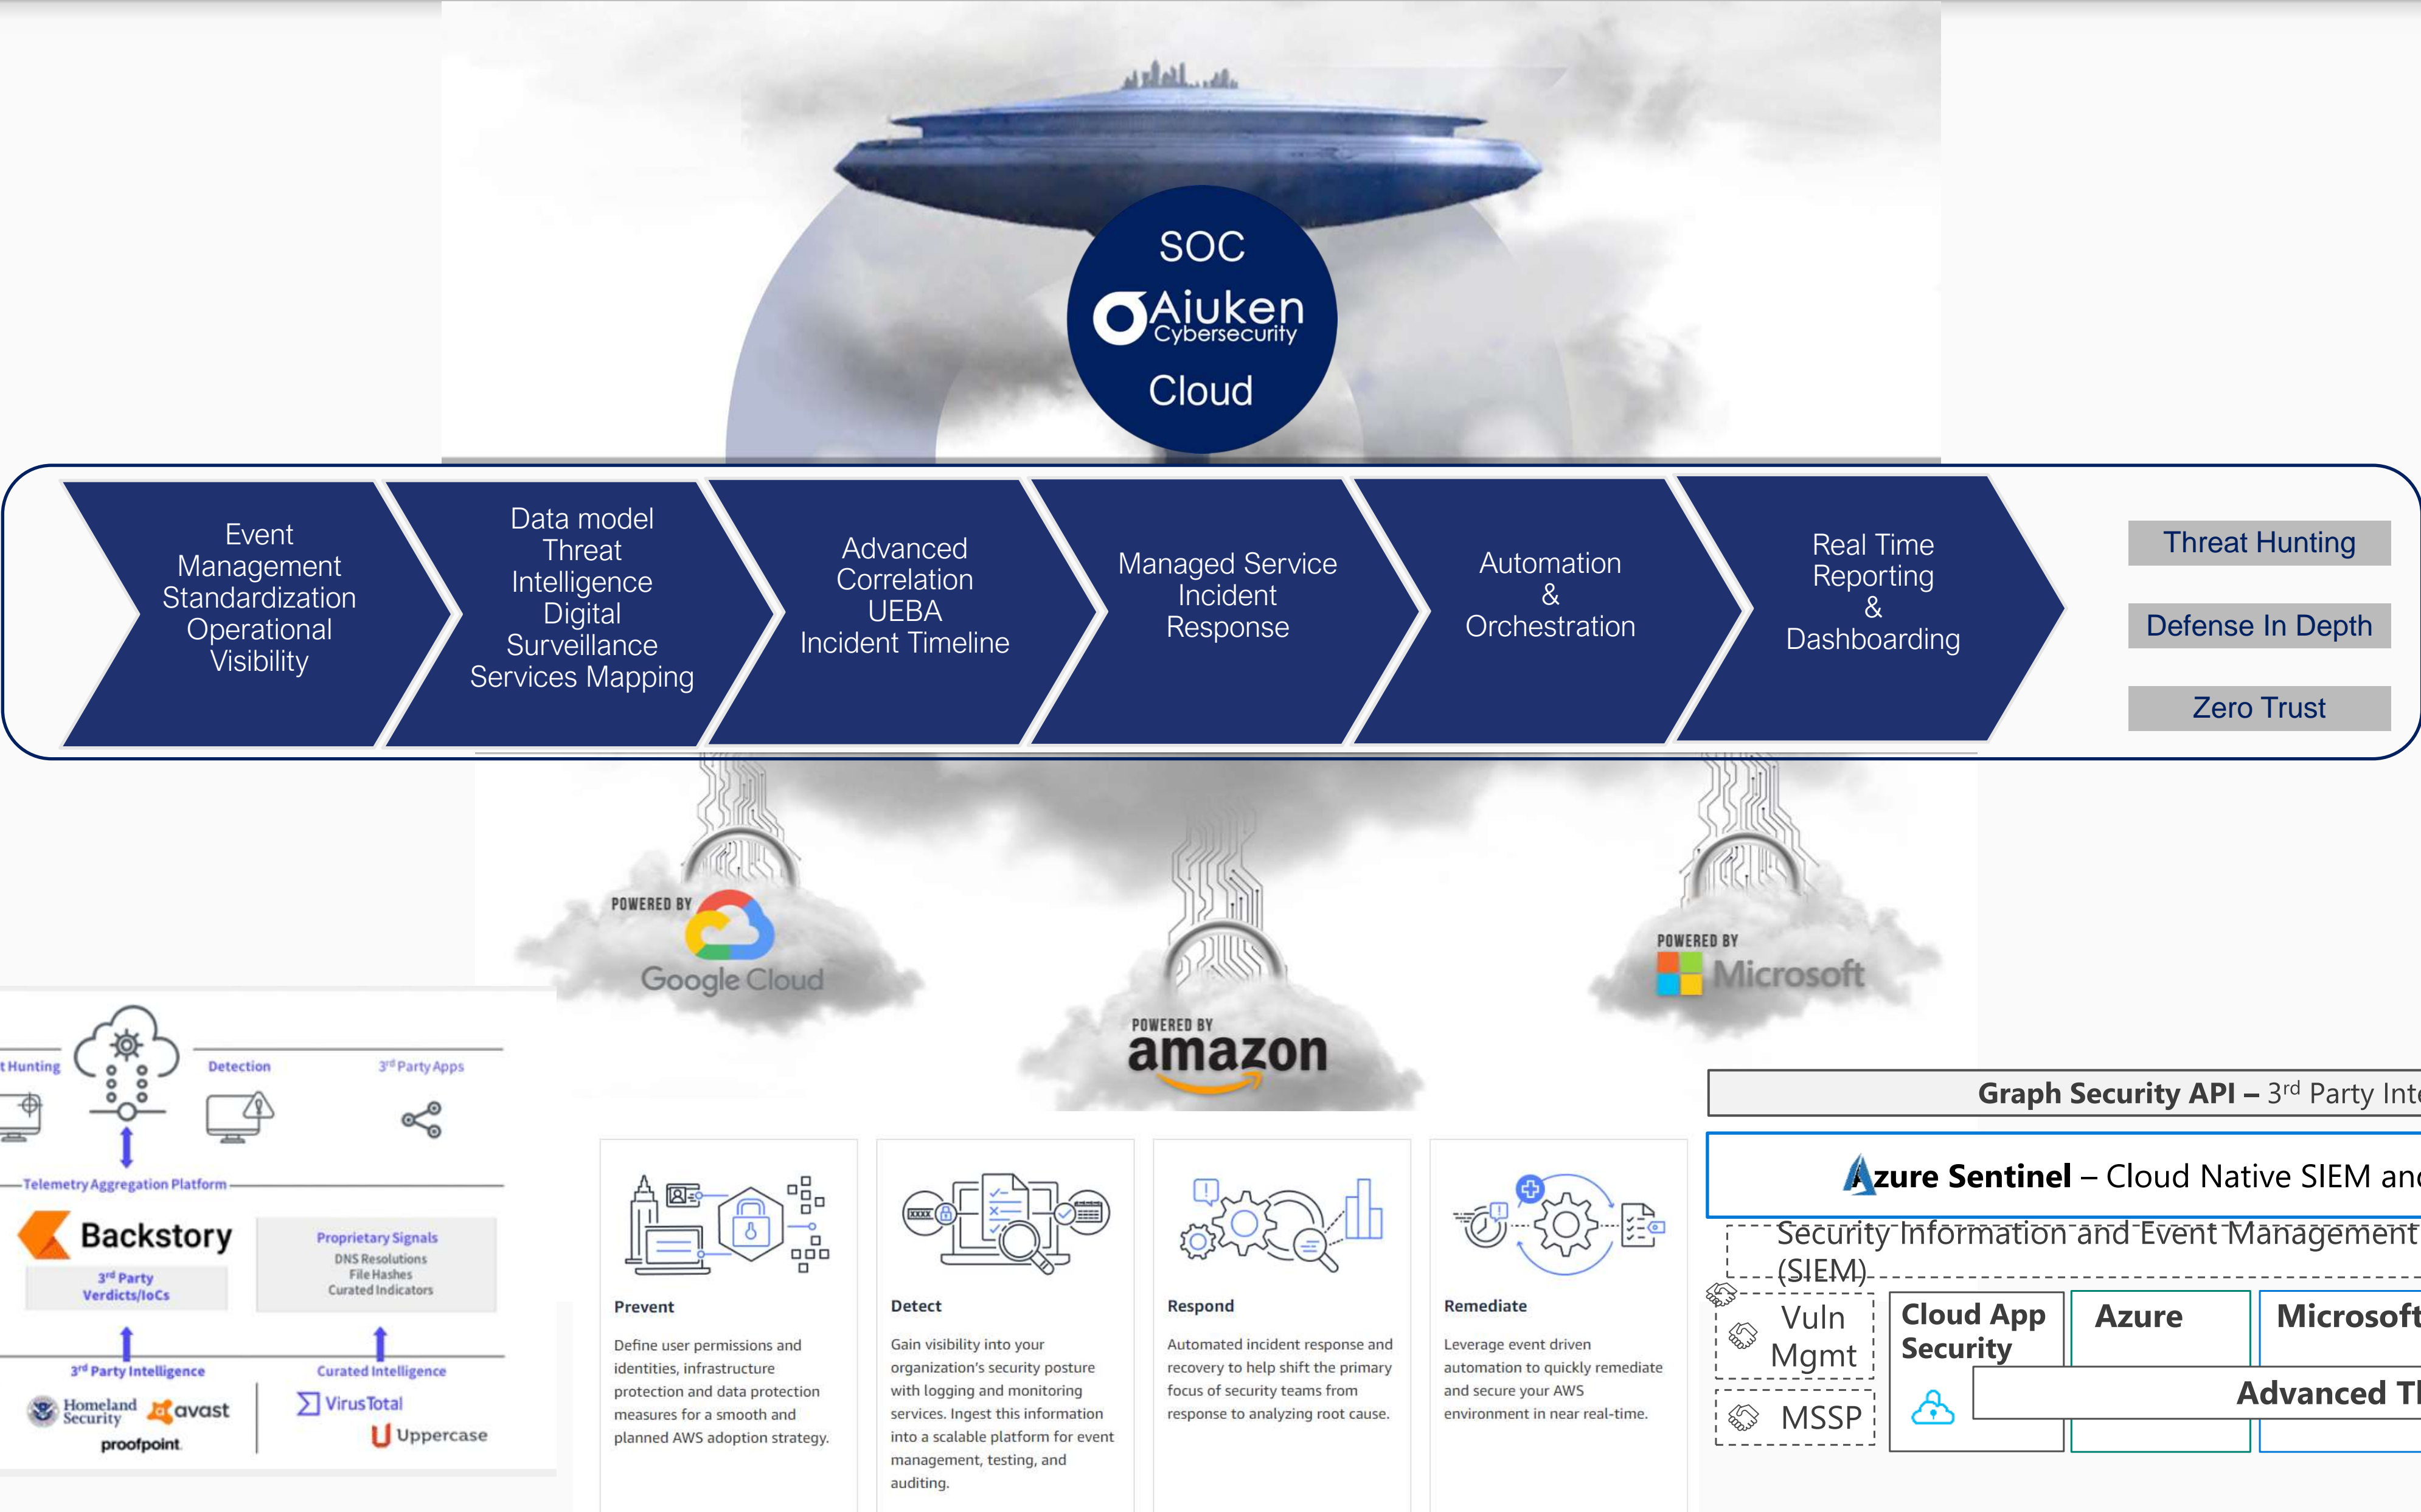 SOC
Aiuken
Cybersecurity
Cloud
Event
Management
Standardization
Operational
Visibility
Data model
Threat
Intelligence
Digital
Surveillance
Services Mapping
Advanced
Correlation
UEBA
Incident Timeline
Managed Service
Incident
Response
Automation
&
Orchestration
Real Time
Reporting
&
Dashboarding
Threat Hunting
Defense In Depth
Zero Trust
POWERED BY
Google Cloud
POWERED BY
amazon
POWERED BY
Microsoft
t Hunting
Detection
3rd Party Apps
Telemetry Aggregation Platform
Backstory
3rd Party
Verdicts/IoCs
Proprietary Signals
DNS Resolutions
File Hashes
Curated Indicators
3rd Party Intelligence
Homeland
Security
avast
proofpoint.
Curated Intelligence
VirusTotal
Uppercase
Prevent
Define user permissions and
identities, infrastructure
protection and data protection
measures for a smooth and
planned AWS adoption strategy.
Detect
Gain visibility into your
organization's security posture
with logging and monitoring
services. Ingest this information
into a scalable platform for event
management, testing, and
auditing.
Respond
Automated incident response and
recovery to help shift the primary
focus of security teams from
response to analyzing root cause.
Remediate
Leverage event driven
automation to quickly remediate
and secure your AWS
environment in near real-time.
Graph Security API – 3rd Party Inte
Azure Sentinel – Cloud Native SIEM and
Security Information and Event Management
(SIEM)
Vuln
Mgmt
MSSP
Cloud App
Security
Azure
Microsoft
Advanced Th